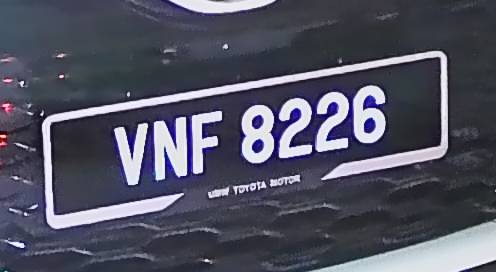 VNF 8226
UMW TOYOTA MOTOR